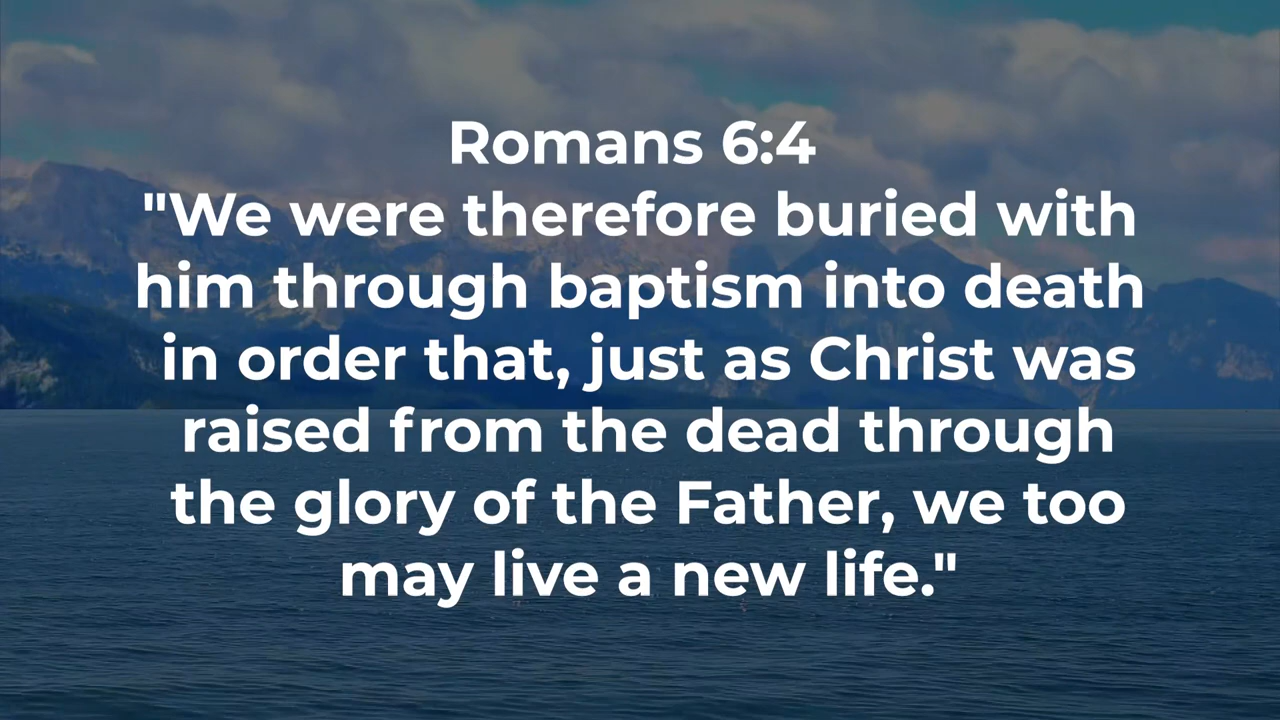 Romans 6:4
"We were therefore buried with
him through baptism into death
in order that, just as Christ was
raised from the dead through
the glory of the Father, we too
may live a new life."